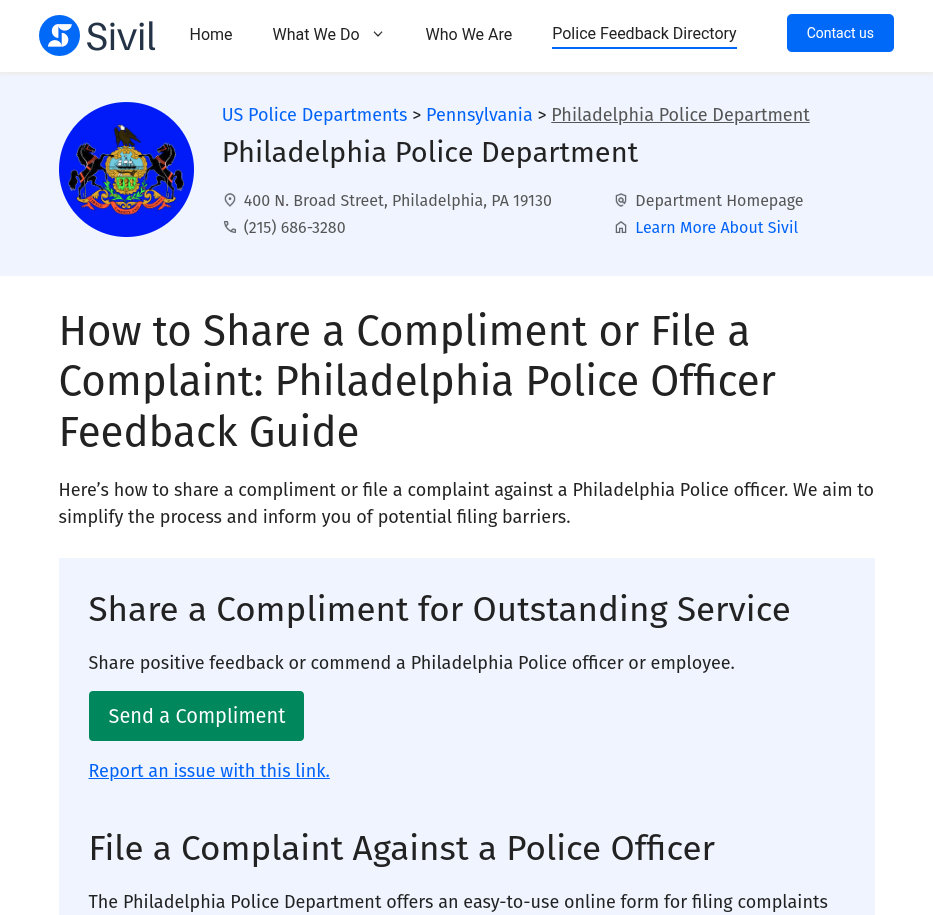 Sivil
Home
What We Do
Who We Are
Police Feedback Directory
Contact us
US Police Departments > Pennsylvania > Philadelphia Police Department
Philadelphia Police Department
400 N. Broad Street, Philadelphia, PA 19130
Department Homepage
(215) 686-3280
Learn More About Sivil
How to Share a Compliment or File a
Complaint: Philadelphia Police Officer
Feedback Guide
Here’s how to share a compliment or file a complaint against a Philadelphia Police officer. We aim to
simplify the process and inform you of potential filing barriers.
Share a Compliment for Outstanding Service
Share positive feedback or commend a Philadelphia Police officer or employee.
Send a Compliment
Report an issue with this link.
File a Complaint Against a Police Officer
The Philadelphia Police Department offers an easy-to-use online form for filing complaints